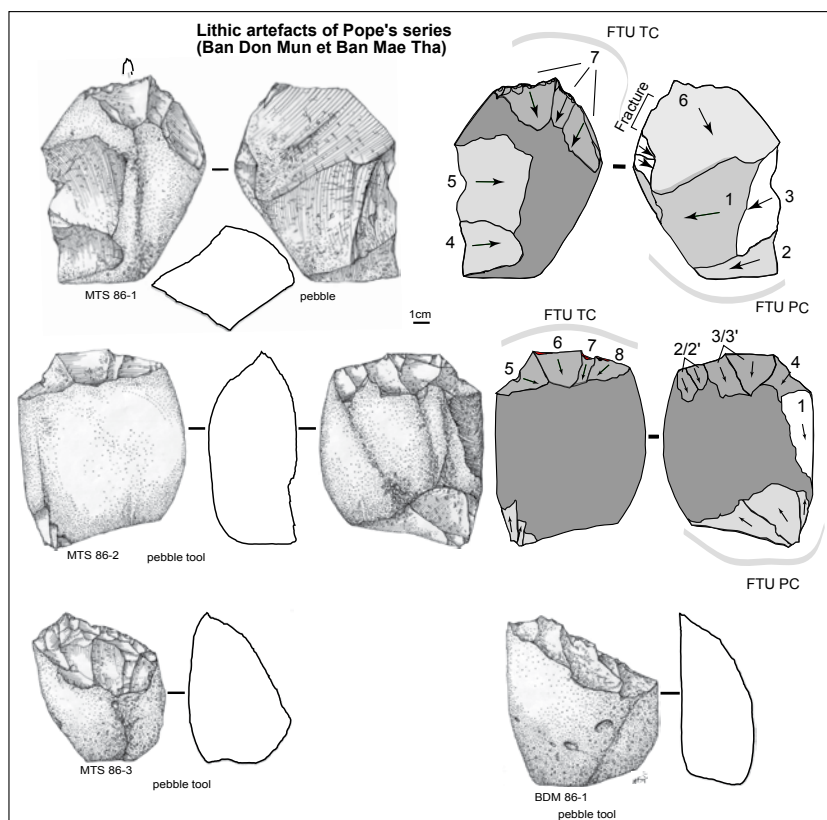 Lithic artefacts of Pope's series
(Ban Don Mun et Ban Mae Tha)
FTU TC
7
Fracture
6
5
1
3
4
2
MTS 86-1
pebble
1cm
FTU PC
FTU TC
5
6
7
8
2/2'
3/3'
4
1
MTS 86-2
pebble tool
FTU PC
MTS 86-3
pebble tool
BDM 86-1
pebble tool